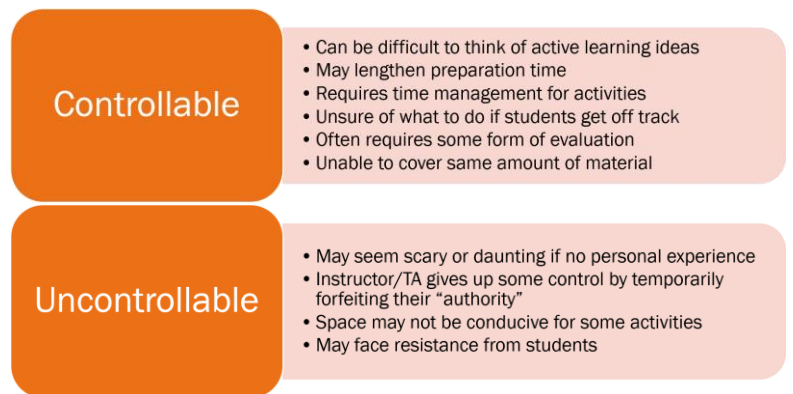 Controllable
• Can be difficult to think of active learning ideas
• May lengthen preparation time
• Requires time management for activities
• Unsure of what to do if students get off track
• Often requires some form of evaluation
• Unable to cover same amount of material
Uncontrollable
• May seem scary or daunting if no personal experience
• Instructor/TA gives up some control by temporarily
forfeiting their “authority”
• Space may not be conducive for some activities
• May face resistance from students